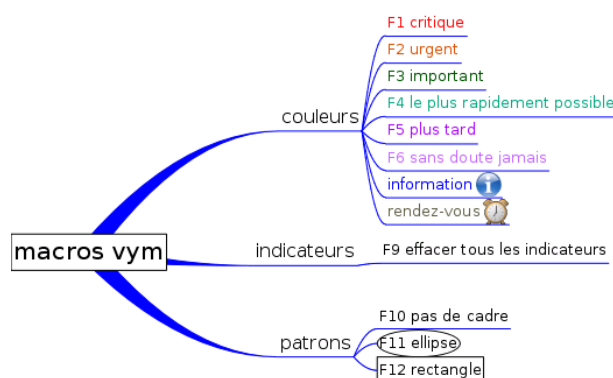 F1 critique
F2 urgent
F3 important
F4 le plus rapidement possible
couleurs
F5 plus tard
F6 sans doute jamais
information
rendez-vous
macros vym
indicateurs
F9 effacer tous les indicateurs
patrons
F10 pas de cadre
F11 ellipse
F12 rectangle